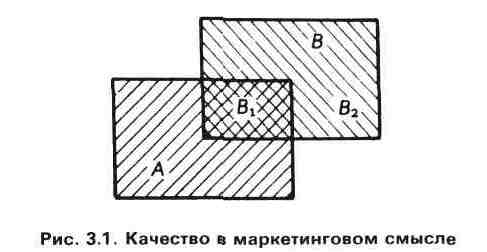 B
B₁
B₂
A
Рис. 3.1. Качество в маркетинговом смысле